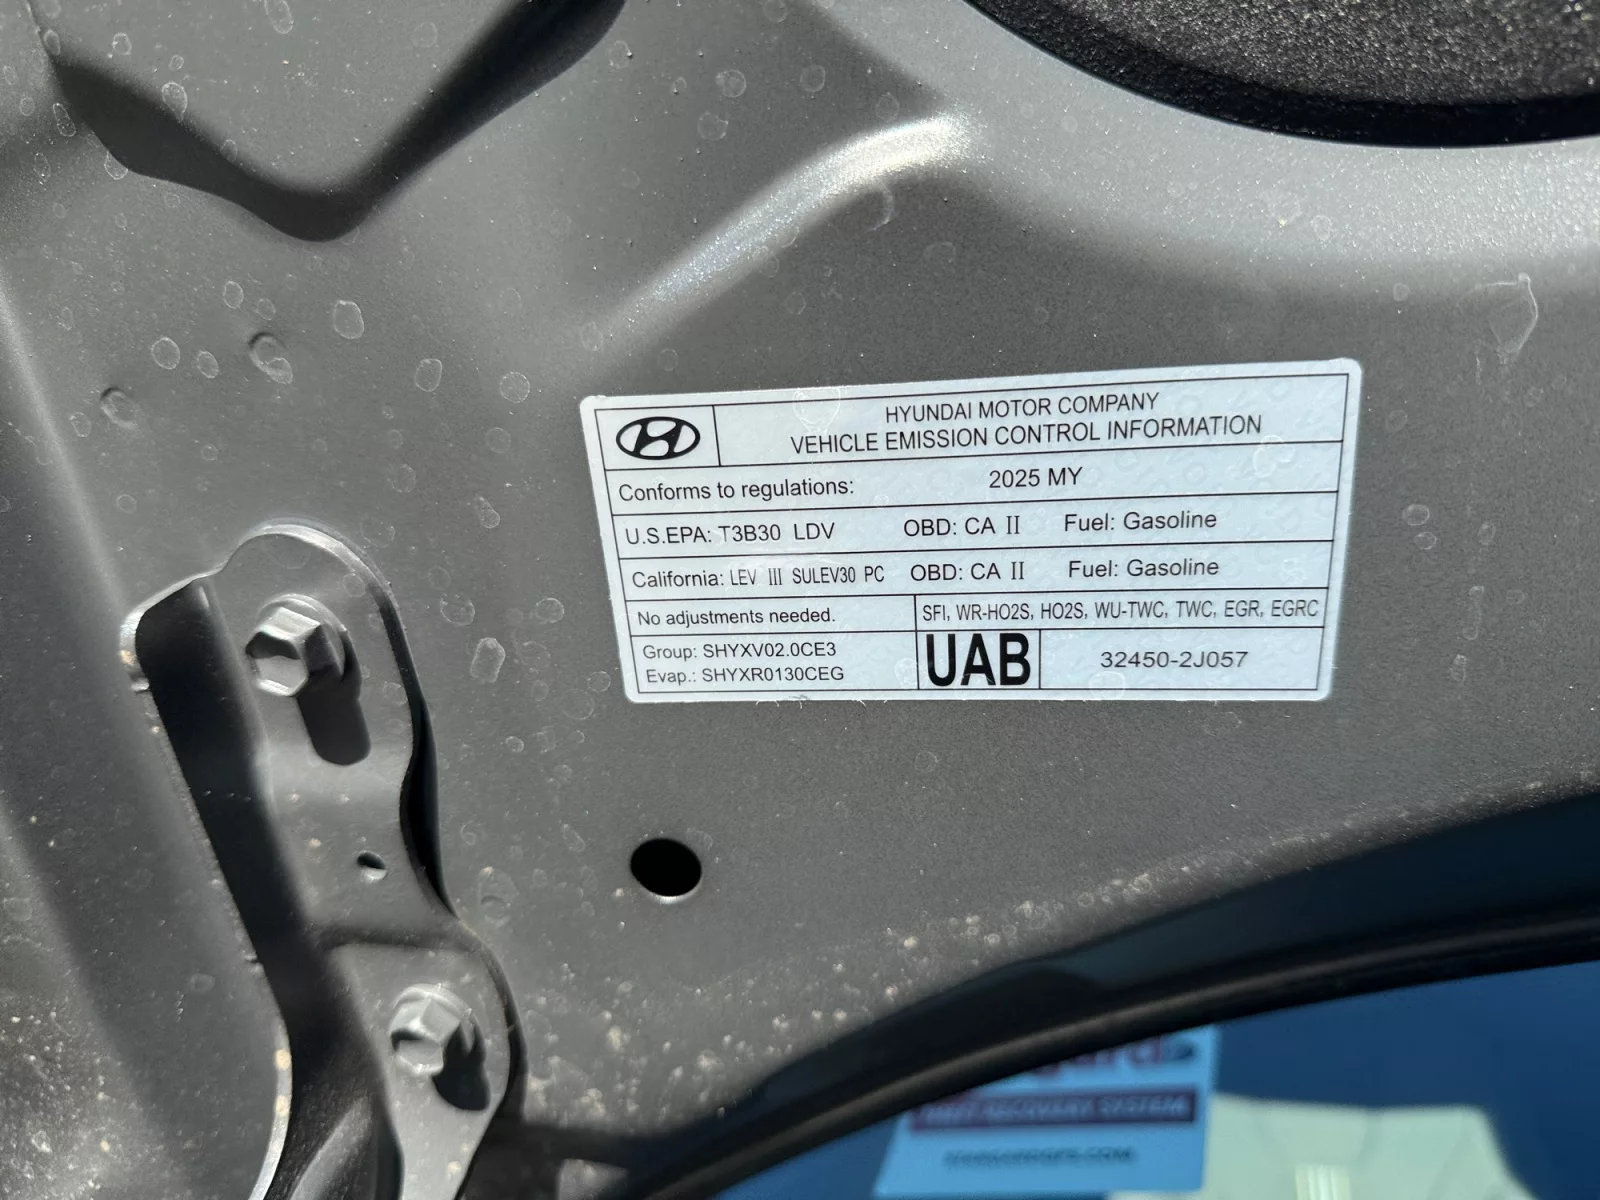 HYUNDAI MOTOR COMPANY
VEHICLE EMISSION CONTROL INFORMATION
Conforms to regulations: 2025 MY
U.S.EPA: T3B30 LDV OBD: CA II Fuel: Gasoline
California: LEV III SULEV30 PC OBD: CA II Fuel: Gasoline
No adjustments needed. SFI, WR-HO2S, HO2S, WU-TWC, TWC, EGR, EGRC
Group: SHYXV02.0CE3
Evap.: SHYXR0130CEG
UAB
32450-2J057
RECOVERY SYSTEM